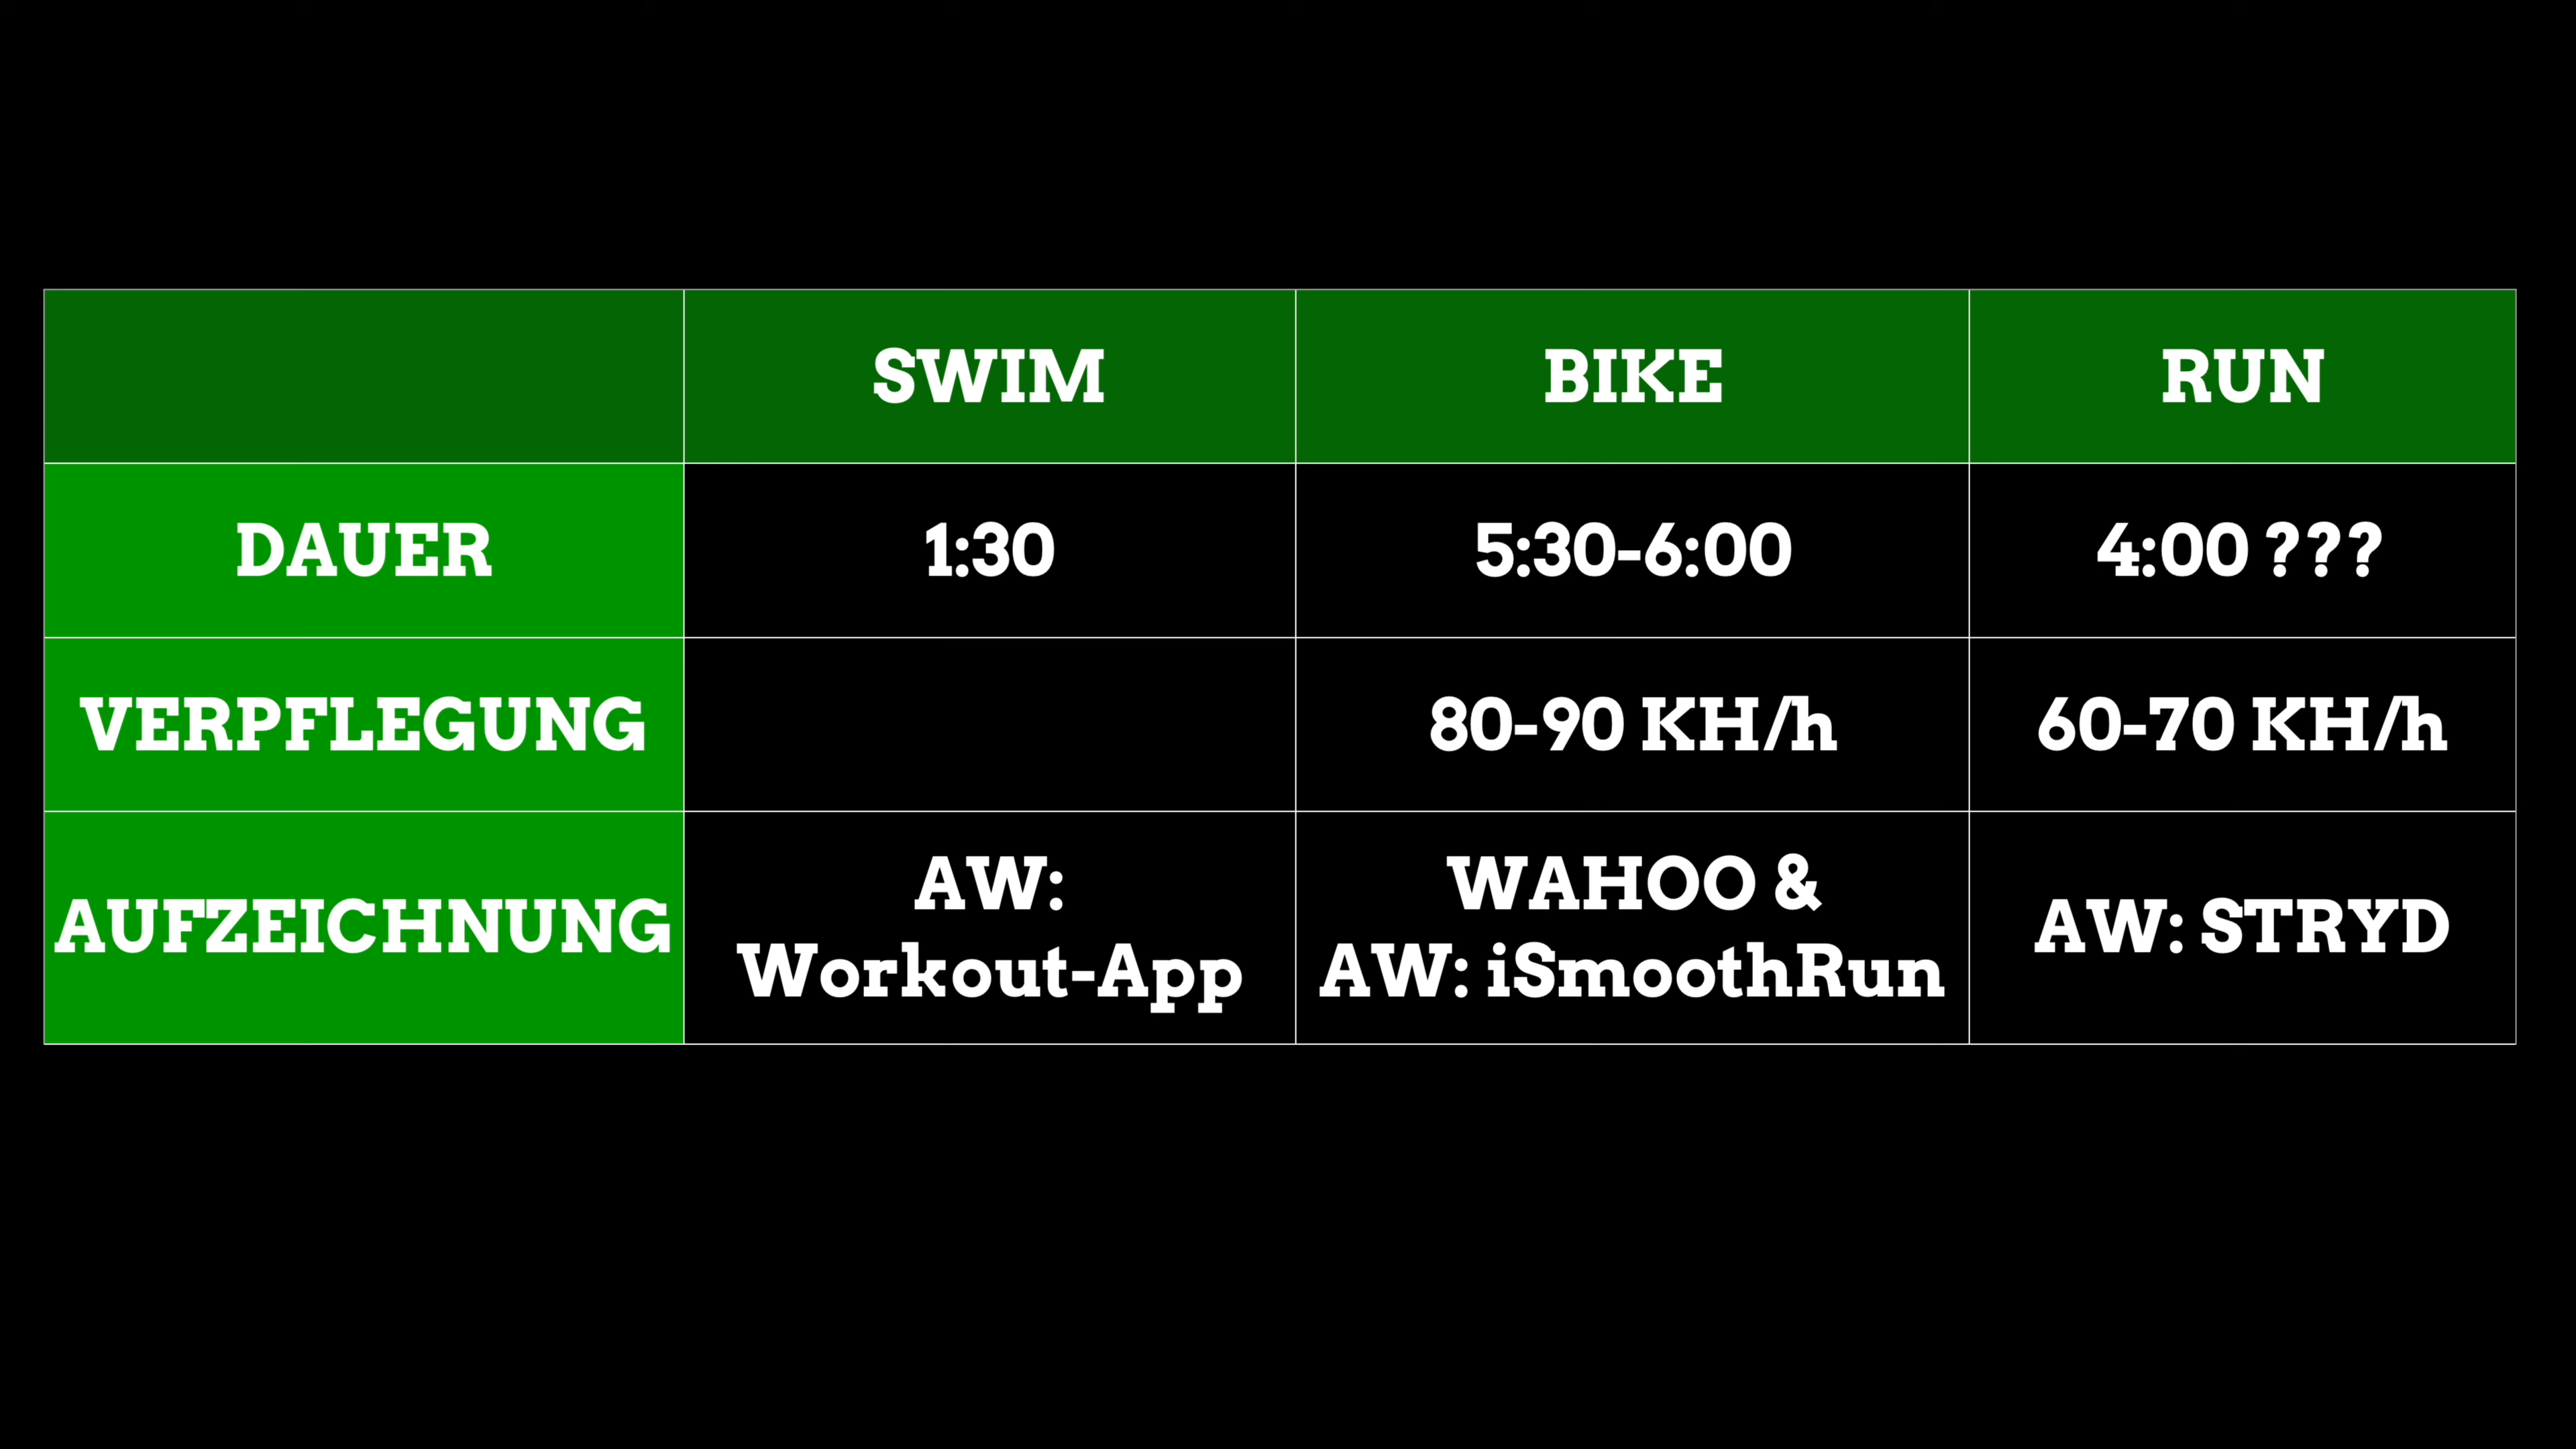 SWIM BIKE RUN
DAUER 1:30 5:30-6:00 4:00 ???
VERPFLEGUNG 80-90 KH/h 60-70 KH/h
AUFZEICHNUNG
AW:
Workout-App
WAHOO &
AW: iSmoothRun
AW: STRYD